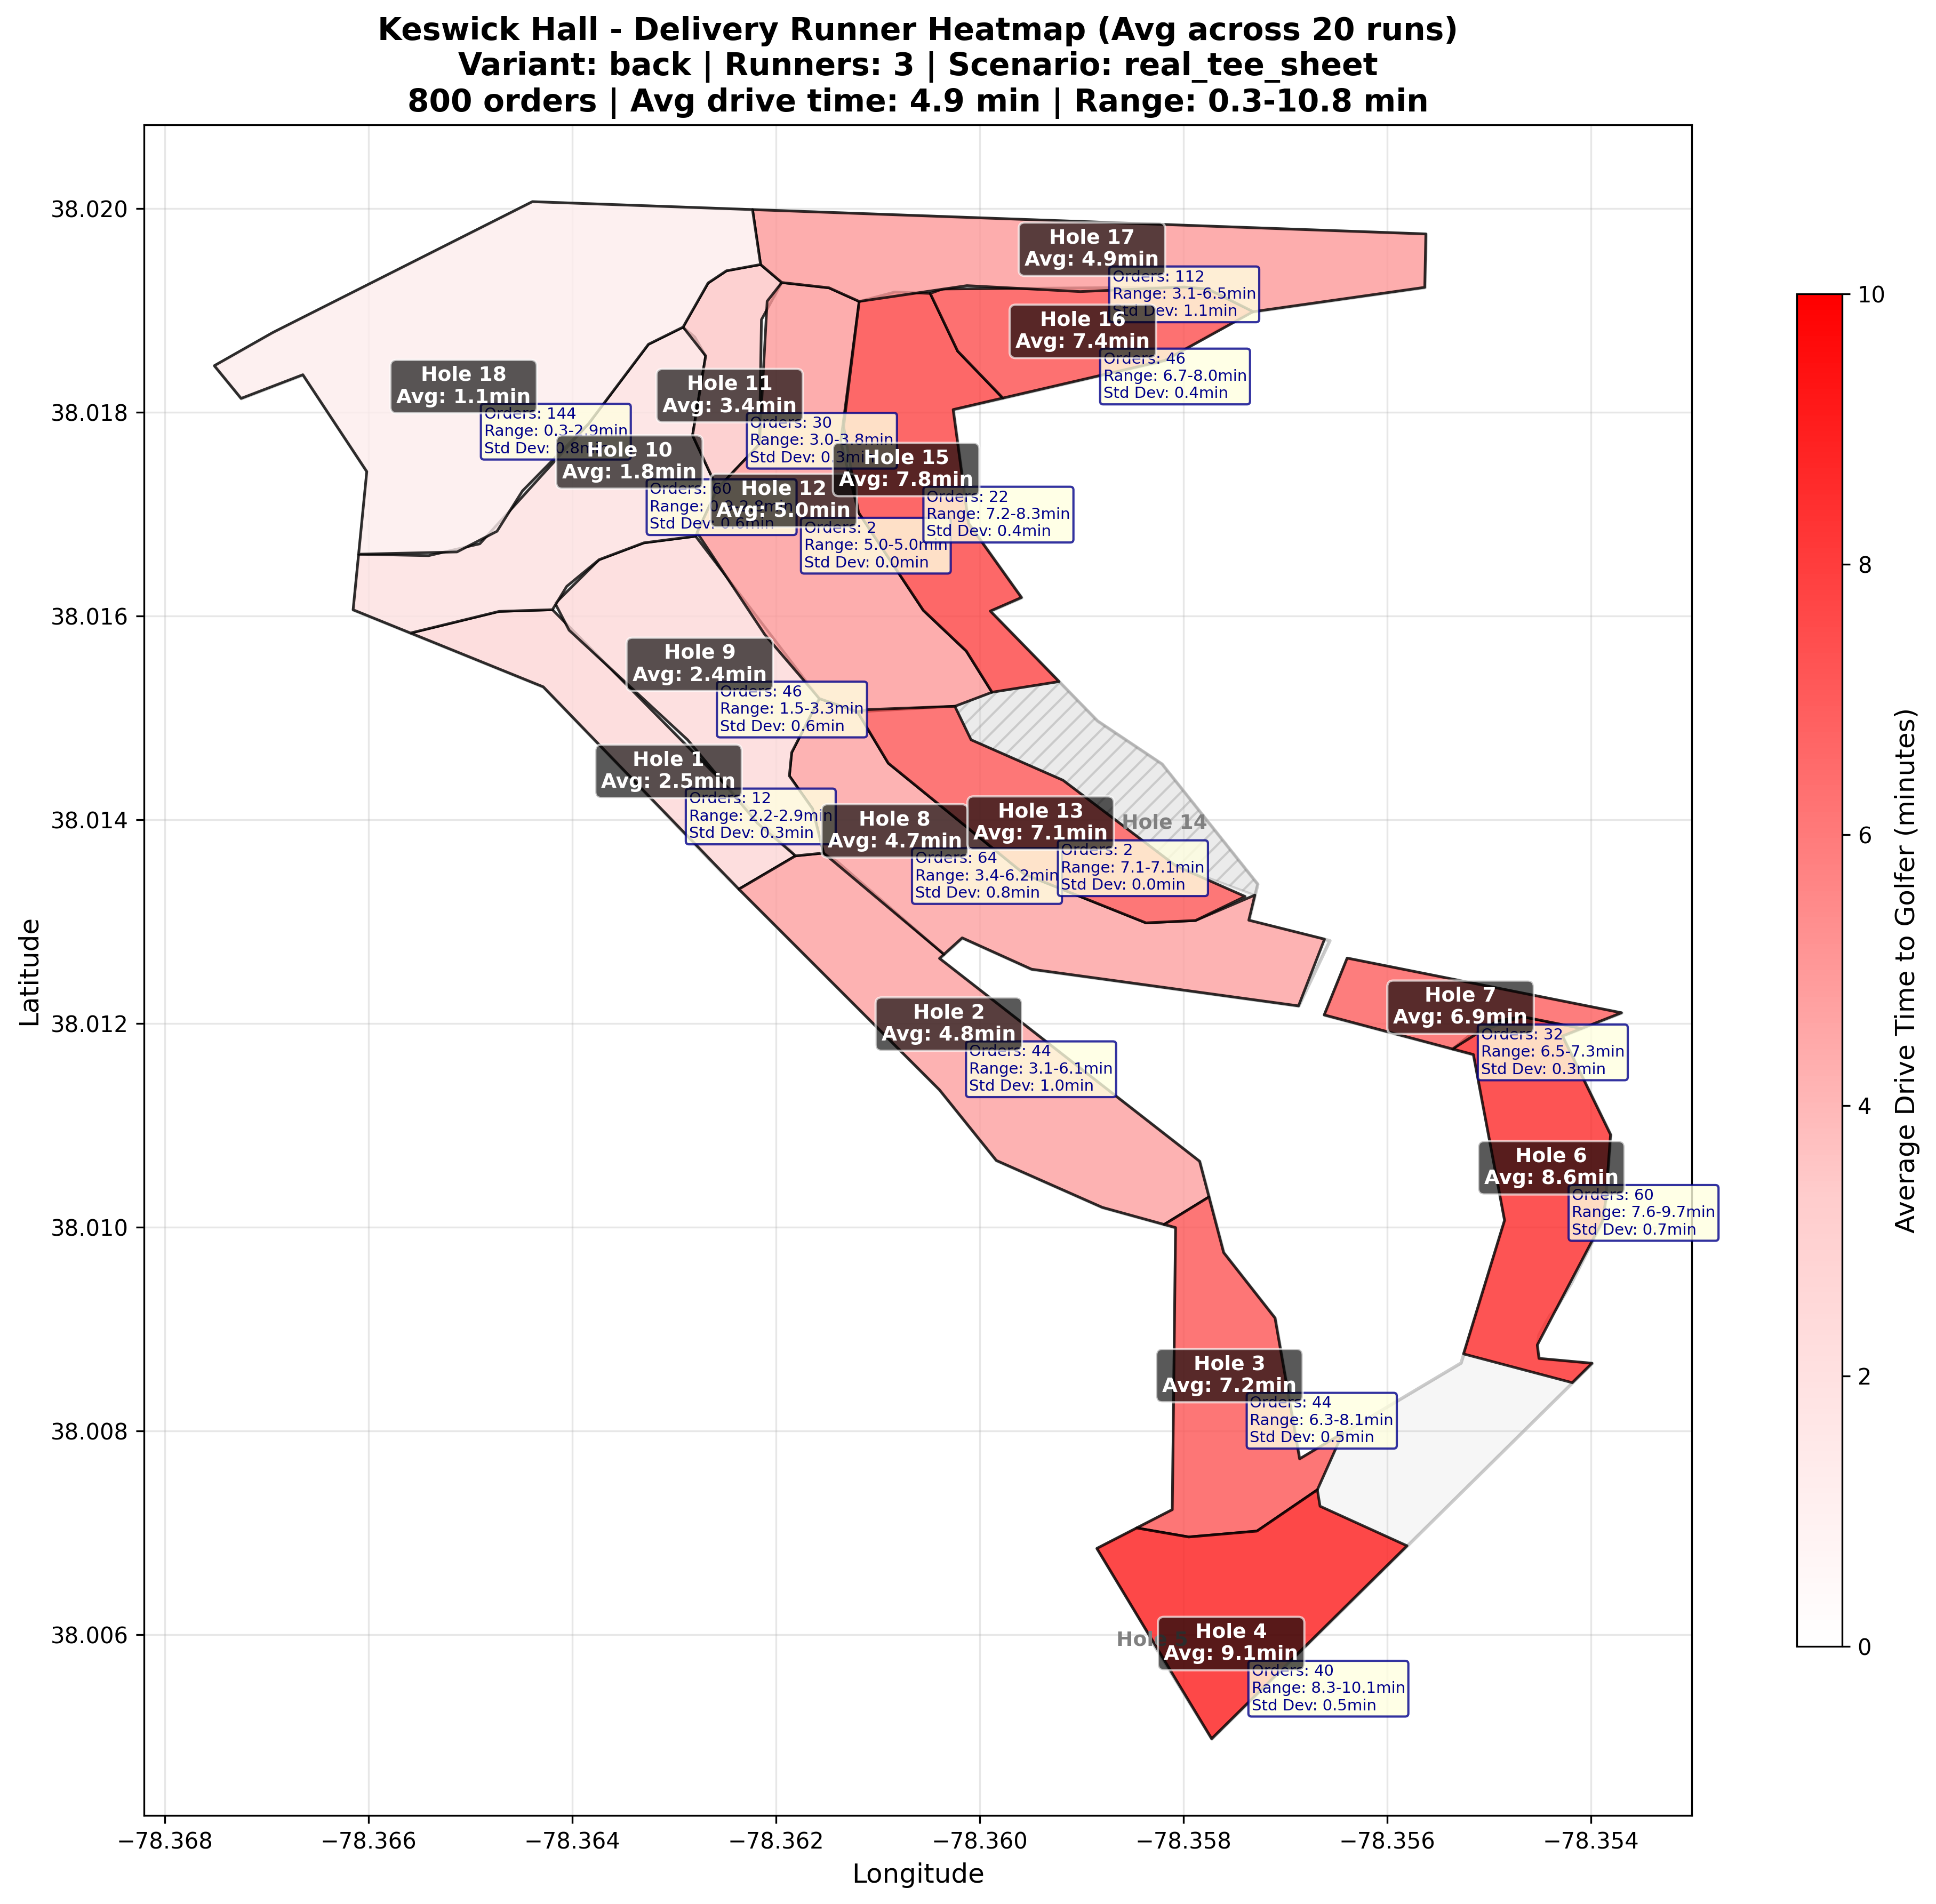 Keswick Hall - Delivery Runner Heatmap (Avg across 20 runs)
Variant: back | Runners: 3 | Scenario: real_tee_sheet
800 orders | Avg drive time: 4.9 min | Range: 0.3-10.8 min
Hole 17
Avg: 4.9min
Orders: 112
Range: 3.1-6.5min
Std Dev: 1.1min
Hole 16
Avg: 7.4min
Orders: 46
Range: 6.7-8.0min
Std Dev: 0.4min
Hole 18
Avg: 1.1min
Orders: 144
Range: 0.3-2.9min
Std Dev: 0.8min
Hole 11
Avg: 3.4min
Orders: 30
Range: 3.0-3.8min
Std Dev: 0.3min
Hole 10
Avg: 1.8min
Orders: 60
Range:
Std Dev: 0.6min
Hole 15
Avg: 7.8min
Orders: 22
Range: 7.2-8.3min
Std Dev: 0.4min
Hole 12
Avg: 5.0min
Orders: 2
Range: 5.0-5.0min
Std Dev: 0.0min
Hole 9
Avg: 2.4min
Orders: 46
Range: 1.5-3.3min
Std Dev: 0.6min
Hole 1
Avg: 2.5min
Orders: 12
Range: 2.2-2.9min
Std Dev: 0.3min
Hole 8
Avg: 4.7min
Orders: 64
Range: 3.4-6.2min
Std Dev: 0.8min
Hole 13
Avg: 7.1min
Orders: 2
Range: 7.1-7.1min
Std Dev: 0.0min
Hole 14
Hole 2
Avg: 4.8min
Orders: 44
Range: 3.1-6.1min
Std Dev: 1.0min
Hole 7
Avg: 6.9min
Orders: 32
Range: 6.5-7.3min
Std Dev: 0.3min
Hole 6
Avg: 8.6min
Orders: 60
Range: 7.6-9.7min
Std Dev: 0.7min
Hole 3
Avg: 7.2min
Orders: 44
Range: 6.3-8.1min
Std Dev: 0.5min
Hole 5
Hole 4
Avg: 9.1min
Orders: 40
Range: 8.3-10.1min
Std Dev: 0.5min
38.020
38.018
38.016
38.014
38.012
38.010
38.008
38.006
Latitude
−78.368
−78.366
−78.364
−78.362
−78.360
−78.358
−78.356
−78.354
Longitude
10
8
6
4
2
0
Average Drive Time to Golfer (minutes)